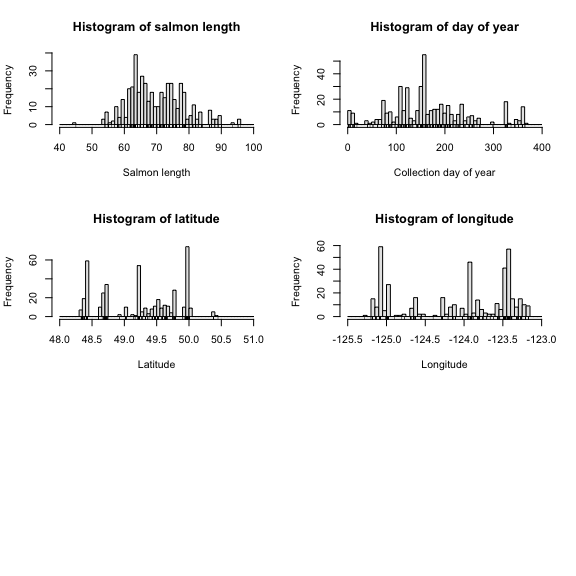 Histogram of salmon length
Frequency
10 30
0
40 50 60 70 80 90 100
Salmon length
Histogram of day of year
Frequency
0 20 40
0 100 200 300 400
Collection day of year
Histogram of latitude
Frequency
0 20 60
48.0 48.5 49.0 49.5 50.0 50.5 51.0
Latitude
Histogram of longitude
Frequency
0 20 40 60
-125.5 -125.0 -124.5 -124.0 -123.5 -123.0
Longitude